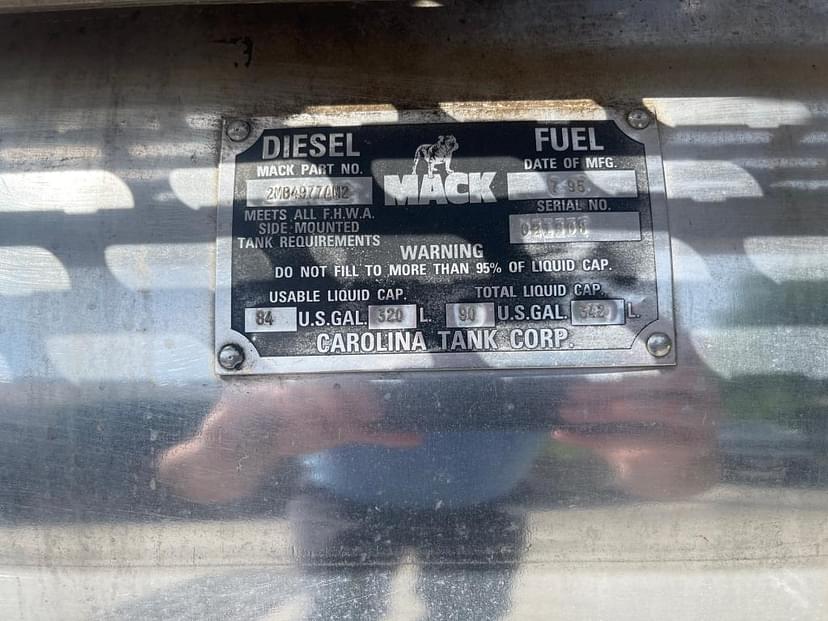 DIESEL
MACK PART NO.
2MB4977AM2
MEETS ALL F.H.W.A.
SIDE MOUNTED
TANK REQUIREMENTS
MACK
FUEL
DATE OF MFG.
7 95
SERIAL NO.
WARNING
DO NOT FILL TO MORE THAN 95% OF LIQUID CAP.
USABLE LIQUID CAP.
84 U.S.GAL. 320 L.
TOTAL LIQUID CAP.
90 U.S.GAL. 342 L.
CAROLINA TANK CORP.